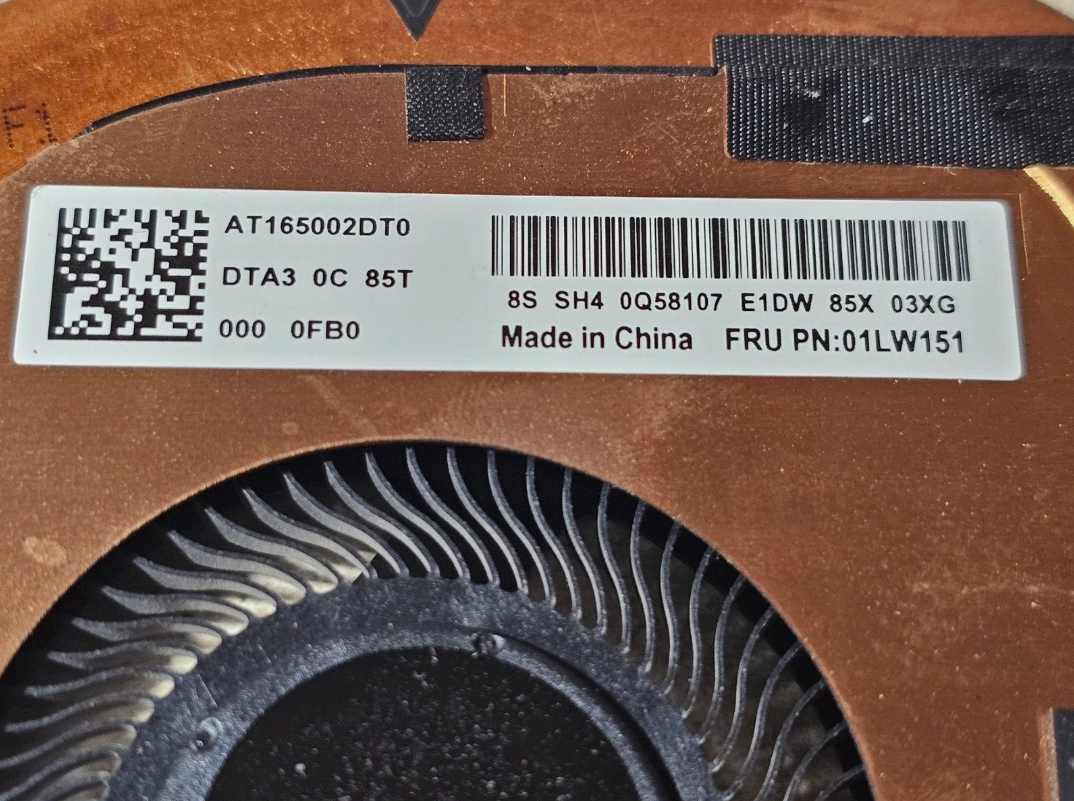 AT165002DT0
DTA3 0C 85T
000 0FB0
8S SH4 0Q58107 E1DW 85X 03XG
Made in China FRU PN:01LW151